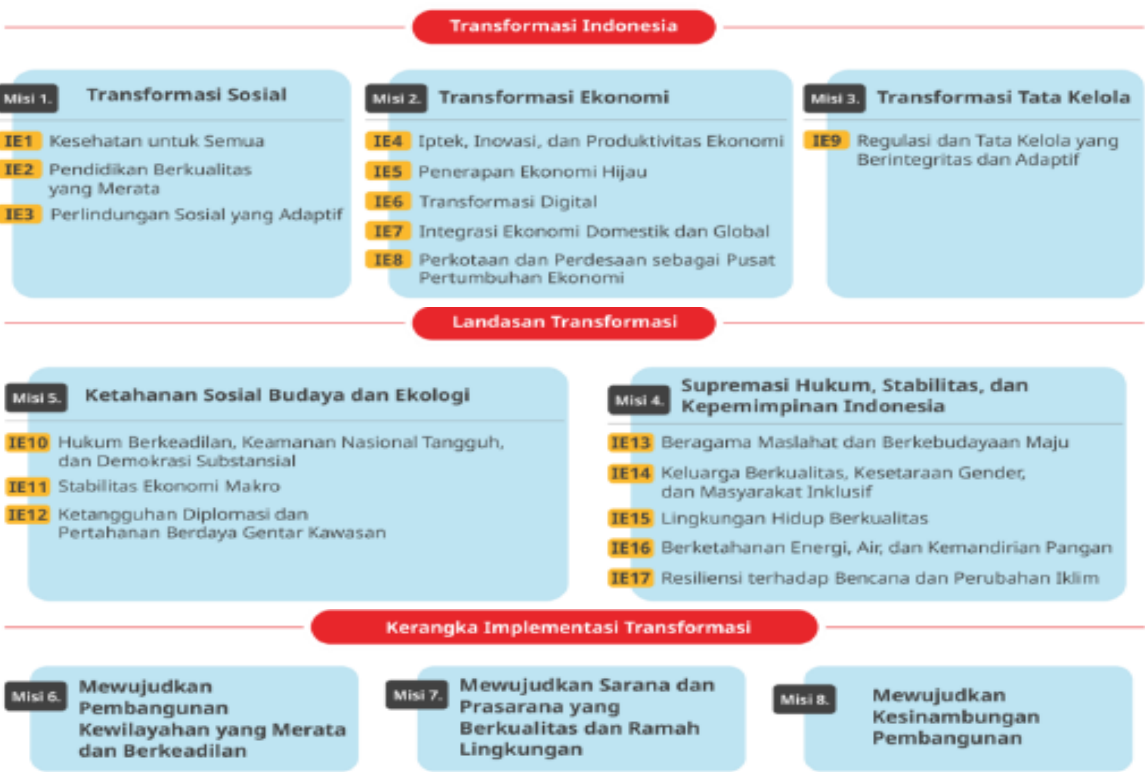 Transformasi Indonesia
Misi 1. Transformasi Sosial
IE1 Kesehatan untuk Semua
IE2 Pendidikan Berkualitas
yang Merata
IE3 Perlindungan Sosial yang Adaptif
Misi 2. Transformasi Ekonomi
IE4 Iptek, Inovasi, dan Produktivitas Ekonomi
IE5 Penerapan Ekonomi Hijau
IE6 Transformasi Digital
IE7 Integrasi Ekonomi Domestik dan Global
IE8 Perkotaan dan Perdesaan sebagai Pusat
Pertumbuhan Ekonomi
Misi 3. Transformasi Tata Kelola
IE9 Regulasi dan Tata Kelola yang
Berintegritas dan Adaptif
Landasan Transformasi
Misi 5. Ketahanan Sosial Budaya dan Ekologi
IE10 Hukum Berkeadilan, Keamanan Nasional Tangguh,
dan Demokrasi Substansial
IE11 Stabilitas Ekonomi Makro
IE12 Ketangguhan Diplomasi dan
Pertahanan Berdaya Gentar Kawasan
Misi 4. Supremasi Hukum, Stabilitas, dan
Kepemimpinan Indonesia
IE13 Beragama Maslahat dan Berkebudayaan Maju
IE14 Keluarga Berkualitas, Kesetaraan Gender,
dan Masyarakat Inklusif
IE15 Lingkungan Hidup Berkualitas
IE16 Berketahanan Energi, Air, dan Kemandirian Pangan
IE17 Resiliensi terhadap Bencana dan Perubahan Iklim
Kerangka Implementasi Transformasi
Misi 6. Mewujudkan
Pembangunan
Kewilayahan yang Merata
dan Berkeadilan
Misi 7. Mewujudkan Sarana dan
Prasarana yang
Berkualitas dan Ramah
Lingkungan
Misi 8. Mewujudkan
Kesinambungan
Pembangunan